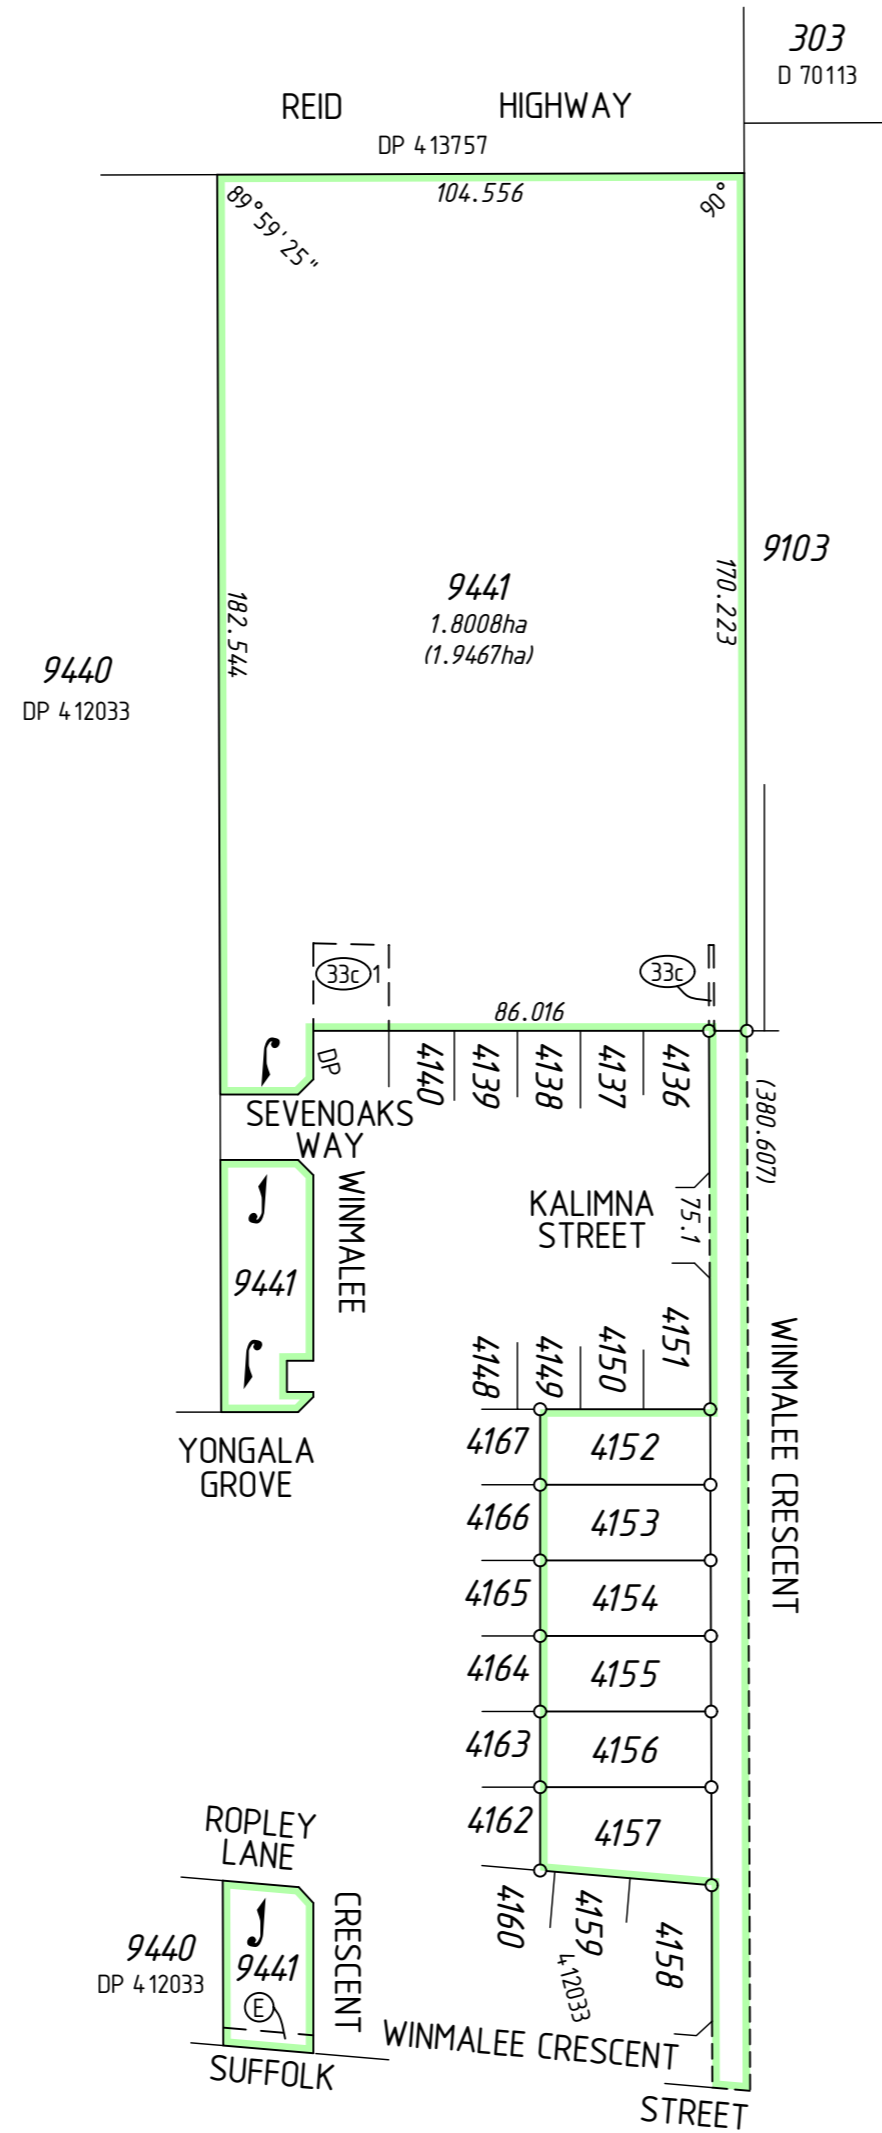 303
D 70113
REID HIGHWAY
DP 413757
104.556
89°59'25"
90°
9441
1.8008ha
(1.9467ha)
182.544
170.223
9103
9440
DP 412033
33c 1
33c
86.016
DP
4140
4139
4138
4137
4136
SEVENOAKS
WAY
(380.607)
WINMALEE
KALIMNA
STREET
75.1
9441
4148
4149
4150
4151
WINMALEE CRESCENT
YONGALA
GROVE
4167
4152
4166
4153
4165
4154
4164
4155
4163
4156
4162
4157
ROPLEY
LANE
CRESCENT
4160
4159
4158
412033
9440
DP 412033
9441
E
WINMALEE CRESCENT
SUFFOLK
STREET